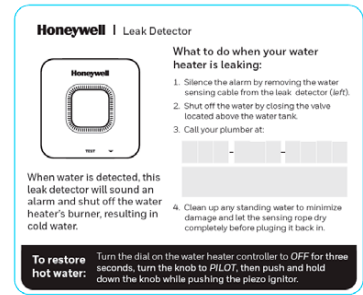 Honeywell | Leak Detector
Honeywell
TEST
When water is detected, this
leak detector will sound an
alarm and shut off the water
heater's burner, resulting in
cold water.
What to do when your water
heater is leaking:
1. Silence the alarm by removing the water
sensing cable from the leak detector (left).
2. Shut off the water by closing the valve
located above the water tank.
3. Call your plumber at:
- -
4. Clean up any standing water to minimize
damage and let the sensing rope dry
completely before pluging it back in.
To restore
hot water:
Turn the dial on the water heater controller to OFF for three
seconds, turn the knob to PILOT, then push and hold
down the knob while pushing the piezo ignitor.